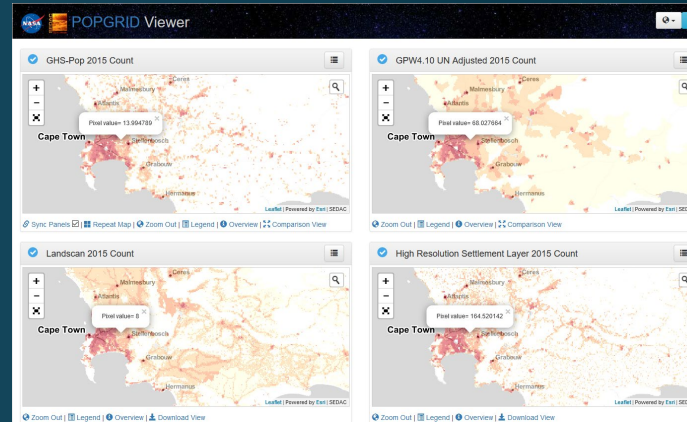 NASA POPGRID Viewer
GHS-Pop 2015 Count
+
Ceres
Malmesbury
−
Atlantis
Pixel value= 13.994789 ×
Cape Town
Stellenbosch
Grabouw
Hermanus
Leaflet | Powered by Esri | SEDAC
Sync Panels | Repeat Map | Zoom Out | Legend | Overview | Comparison View
GPW4.10 UN Adjusted 2015 Count
+
Ceres
Malmesbury
−
Atlantis
Pixel value= 68.027664 ×
Cape Town
Stellenbosch
Grabouw
Hermanus
Leaflet | Powered by Esri |
Zoom Out | Legend | Overview | Comparison View
Landscan 2015 Count
+
Ceres
Malmesbury
−
Atlantis
Pixel value= 8 ×
Cape Town
Stellenbosch
Grabouw
Hermanus
Leaflet | Powered by Esri | SEDAC
Zoom Out | Legend | Overview | Download View
High Resolution Settlement Layer 2015 Count
+
Ceres
Malmesbury
−
Atlantis
Pixel value= 164.520142 ×
Cape Town
Stellenbosch
Grabouw
Hermanus
Leaflet | Powered by Esri |
Zoom Out | Legend | Overview | Download View